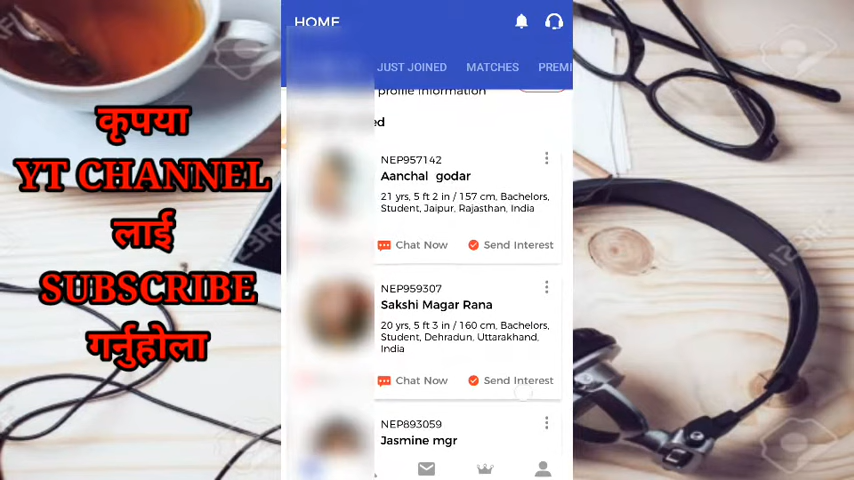 कृपया
YT CHANNEL
लाई
SUBSCRIBE
गर्नुहोला
HOME
JUST JOINED MATCHES PREMI
profile information
ed
NEP957142
Aanchal godar
21 yrs, 5 ft 2 in / 157 cm, Bachelors,
Student, Jaipur, Rajasthan, India
Chat Now Send Interest
NEP959307
Sakshi Magar Rana
20 yrs, 5 ft 3 in / 160 cm, Bachelors,
Student, Dehradun, Uttarakhand,
India
Chat Now Send Interest
NEP893059
Jasmine mgr